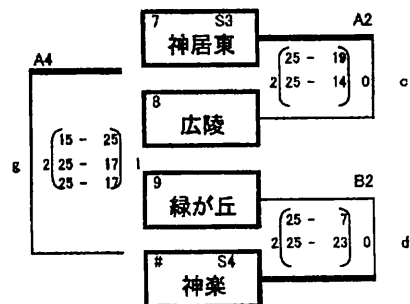 7 S3 A2
神居東
25 - 19
2 25 - 14 0 c
A4
8
広陵
15 - 25
g 2 25 - 17 1
25 - 17
9 B2
緑が丘
25 - 7
2 25 - 23 0 d
# S4
神楽